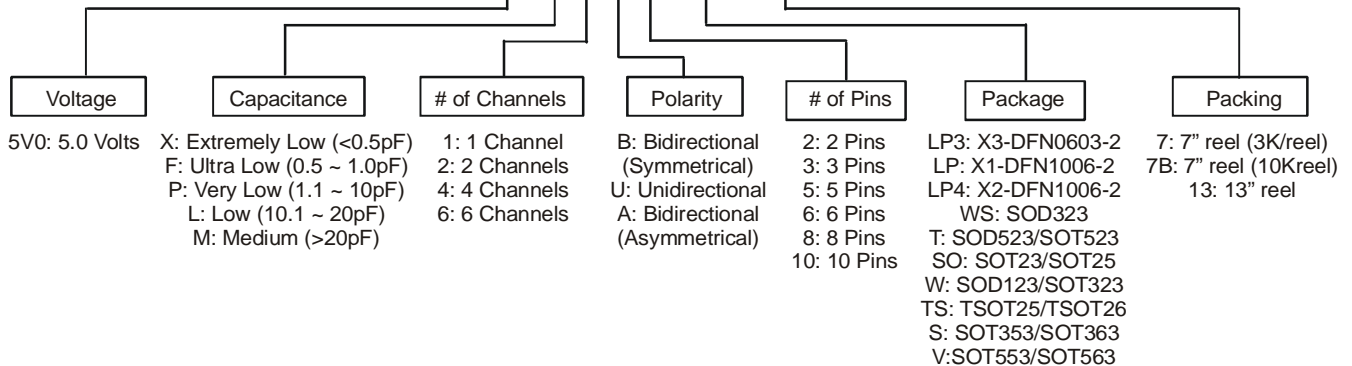 Voltage
5V0: 5.0 Volts
Capacitance
X: Extremely Low (<0.5pF)
F: Ultra Low (0.5 ~ 1.0pF)
P: Very Low (1.1 ~ 10pF)
L: Low (10.1 ~ 20pF)
M: Medium (>20pF)
# of Channels
1: 1 Channel
2: 2 Channels
4: 4 Channels
6: 6 Channels
Polarity
B: Bidirectional
(Symmetrical)
U: Unidirectional
A: Bidirectional
(Asymmetrical)
# of Pins
2: 2 Pins
3: 3 Pins
5: 5 Pins
6: 6 Pins
8: 8 Pins
10: 10 Pins
Package
LP3: X3-DFN0603-2
LP: X1-DFN1006-2
LP4: X2-DFN1006-2
WS: SOD323
T: SOD523/SOT523
SO: SOT23/SOT25
W: SOD123/SOT323
TS: TSOT25/TSOT26
S: SOT353/SOT363
V:SOT553/SOT563
Packing
7: 7” reel (3K/reel)
7B: 7” reel (10Kreel)
13: 13” reel